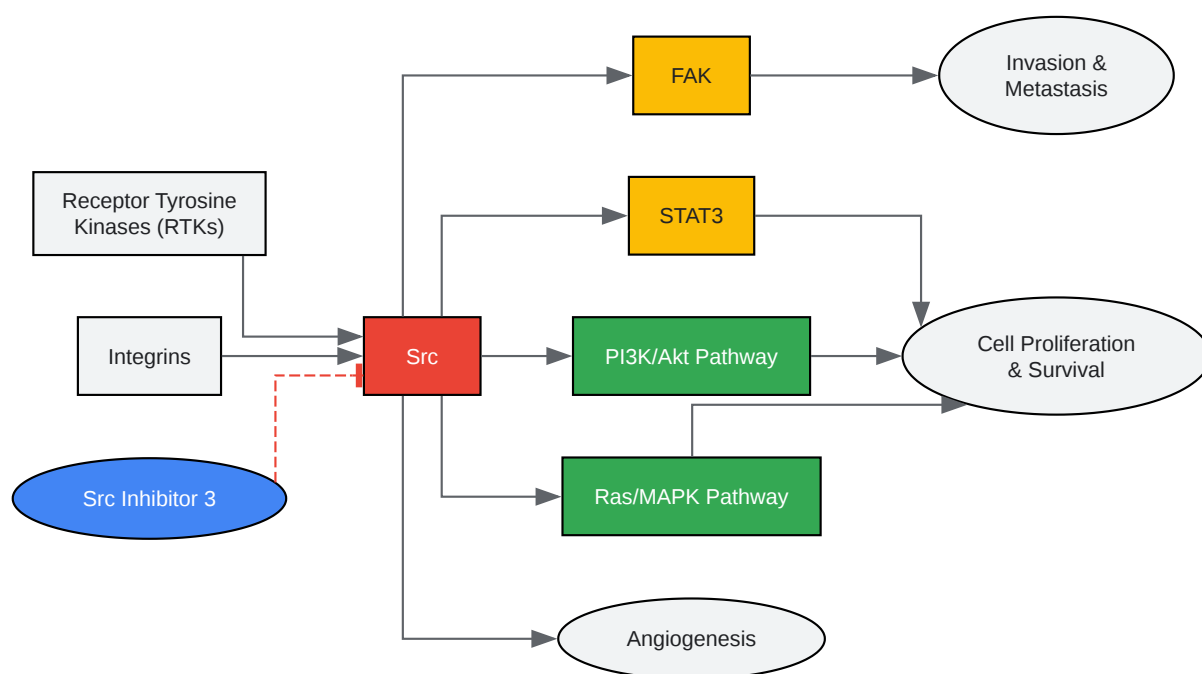 FAK
Invasion &
Metastasis
Receptor Tyrosine
Kinases (RTKs)
STAT3
Integrins
Src
PI3K/Akt Pathway
Cell Proliferation
& Survival
Src Inhibitor 3
Ras/MAPK Pathway
Angiogenesis